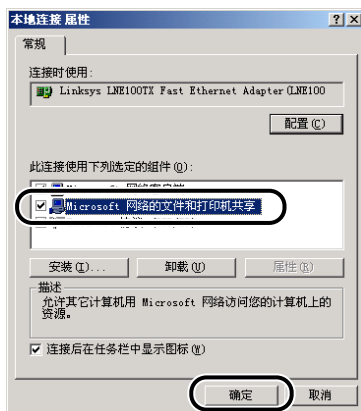 本地连接 属性
常规
连接时使用:
Linksys LNE100TX Fast Ethernet Adapter(LNE100
配置(C)
此连接使用下列选定的组件(O):
Microsoft 网络的文件和打印机共享
安装(I)...
卸载(U)
属性(R)
描述
允许其它计算机用 Microsoft 网络访问您的计算机上的
资源。
连接后在任务栏中显示图标(W)
确定
取消